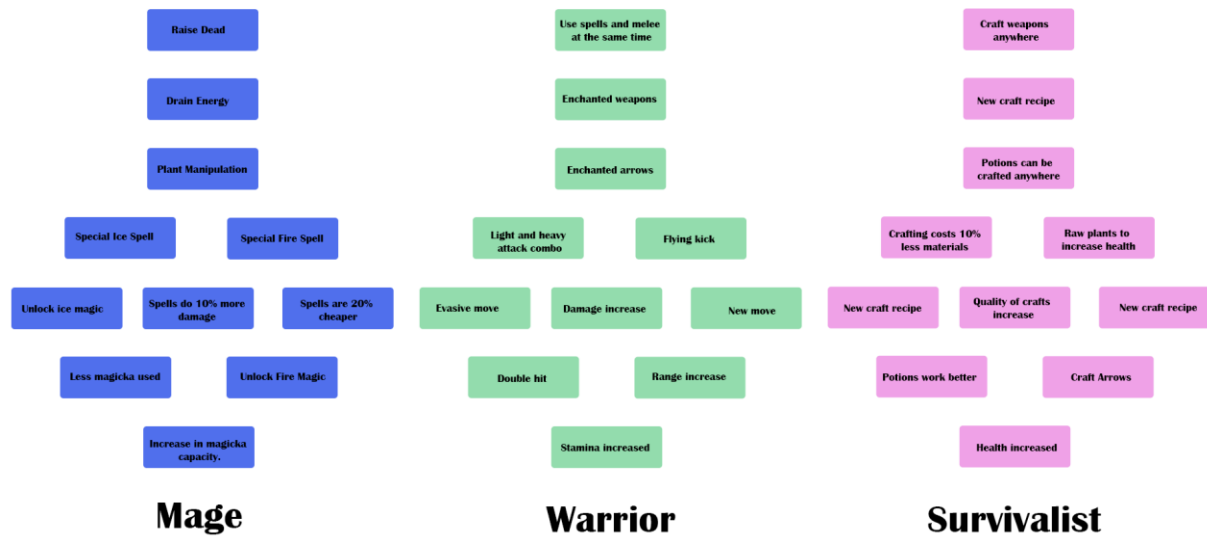 Raise Dead
Drain Energy
Plant Manipulation
Special Ice Spell
Special Fire Spell
Unlock ice magic
Spells do 10% more
damage
Spells are 20%
cheaper
Less magicka used
Unlock Fire Magic
Increase in magicka
capacity.
Mage
Use spells and melee
at the same time
Enchanted weapons
Enchanted arrows
Light and heavy
attack combo
Flying kick
Evasive move
Damage increase
New move
Double hit
Range increase
Stamina increased
Warrior
Craft weapons
anywhere
New craft recipe
Potions can be
crafted anywhere
Crafting costs 10%
less materials
Raw plants to
increase health
New craft recipe
Quality of crafts
increase
New craft recipe
Potions work better
Craft Arrows
Health increased
Survivalist